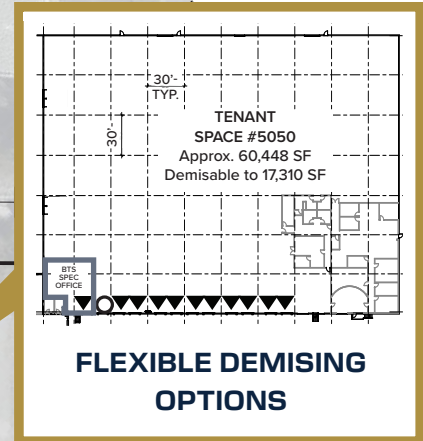 30'-
TYP.
30'-
TENANT
SPACE #5050
Approx. 60,448 SF
Demisable to 17,310 SF
BTS
SPEC
OFFICE
FLEXIBLE DEMISING
OPTIONS